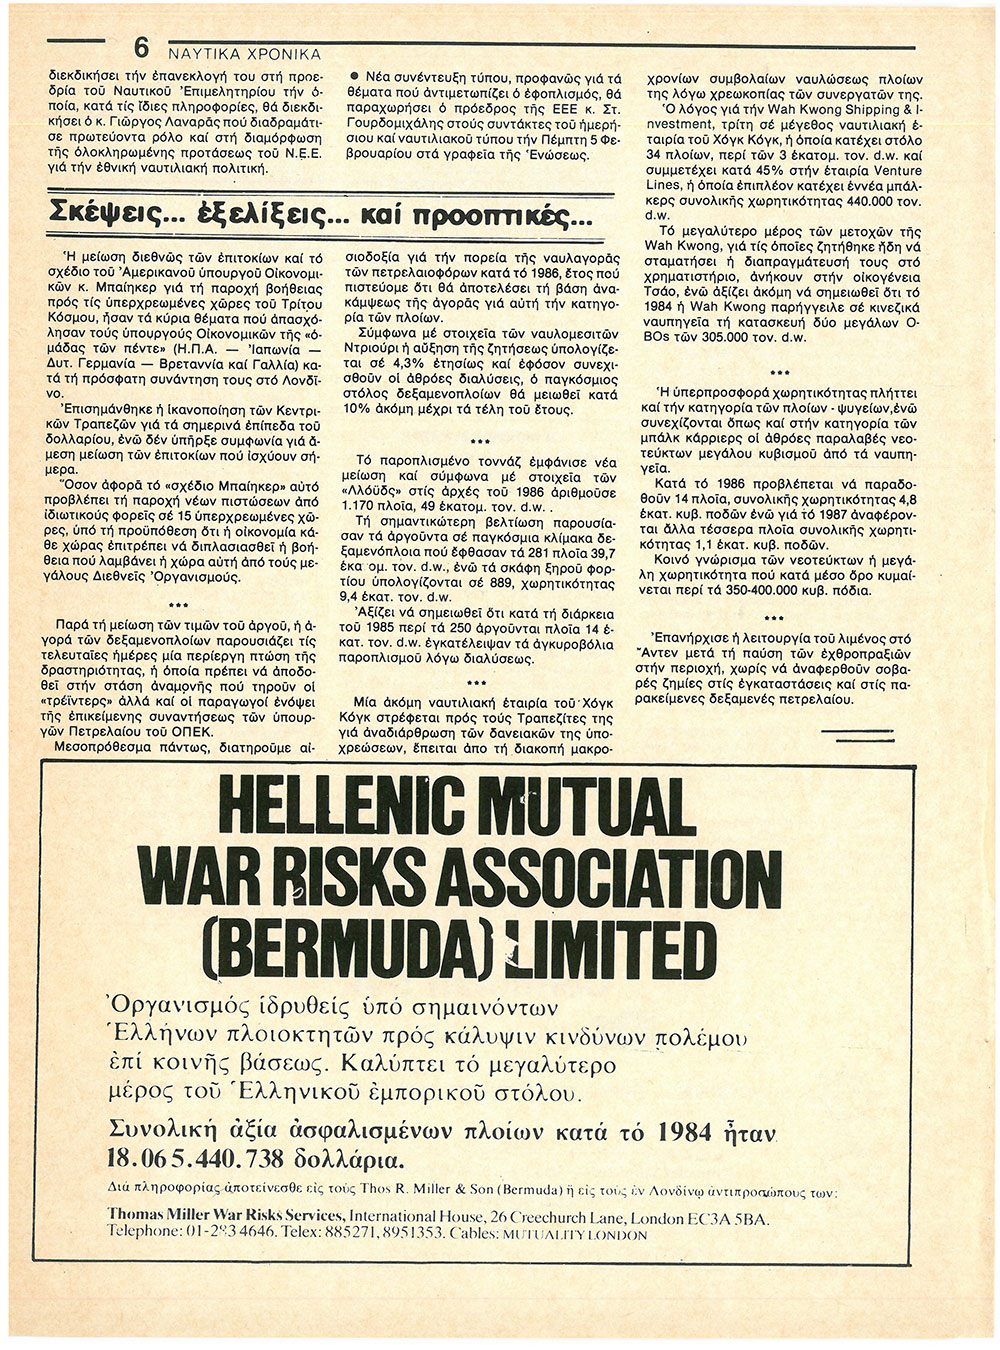 6 ΝΑΥΤΙΚΑ ΧΡΟΝΙΚΑ
διεκδικήσει τήν ἐπανεκλογή του στή προε-
δρία τοῦ Ναυτικοῦ Ἐπιμελητηρίου τήν ὁ-
ποία, κατά τίς ἴδιες πληροφορίες, θά διεκδι-
κήσει ὁ κ. Γιῶργος Λαναρᾶς πού διαδραμάτι-
σε πρωτεύοντα ρόλο καί στή διαμόρφωση
τῆς ὁλοκληρωμένης προτάσεως τοῦ Ν.Ε.Ε.
γιά τήν ἐθνική ναυτιλιακή πολιτική.
● Νέα συνέντευξη τύπου, προφανῶς γιά τά
θέματα πού ἀντιμετωπίζει ὁ ἐφοπλισμός, θά
παραχωρήσει ὁ πρόεδρος τῆς ΕΕΕ κ. Στ.
Γουρδομιχάλης στούς συντάκτες τοῦ ἡμερή-
σιου καί ναυτιλιακοῦ τύπου τήν Πέμπτη 5 Φε-
βρουαρίου στά γραφεῖα τῆς Ἑνώσεως.
Σκέψεις... ἐξελίξεις... καί προοπτικές...
Ἡ μείωση διεθνῶς τῶν ἐπιτοκίων καί τό
σχέδιο τοῦ Ἀμερικανοῦ ὑπουργοῦ Οἰκονομι-
κῶν κ. Μπαίηκερ γιά τή παροχή βοήθειας
πρός τίς ὑπερχρεωμένες χῶρες τοῦ Τρίτου
Κόσμου, ἦσαν τά κύρια θέματα πού ἀπασχό-
λησαν τούς ὑπουργούς Οἰκονομικῶν τῆς «ὁ-
μάδας τῶν πέντε» (Η.Π.Α. — Ἰαπωνία —
Δυτ. Γερμανία — Βρεταννία καί Γαλλία) κα-
τά τή πρόσφατη συνάντηση τους στό Λονδῖ-
νο.
Ἐπισημάνθηκε ἡ ἱκανοποίηση τῶν Κεντρι-
κῶν Τραπεζῶν γιά τά σημερινά ἐπίπεδα τοῦ
δολλαρίου, ἐνῶ δέν ὑπῆρξε συμφωνία γιά ἄ-
μεση μείωση τῶν ἐπιτοκίων πού ἰσχύουν σή-
μερα.
Ὅσον ἀφορᾶ τό «σχέδιο Μπαίηκερ» αὐτό
προβλέπει τή παροχή νέων πιστώσεων ἀπό
ἰδιωτικούς φορεῖς σέ 15 ὑπερχρεωμένες χῶ-
ρες, ὑπό τή προϋπόθεση ὅτι ἡ οἰκονομία κά-
θε χώρας ἐπιτρέπει νά διπλασιασθεῖ ἡ βοή-
θεια πού λαμβάνει ἡ χώρα αὐτή ἀπό τούς με-
γάλους Διεθνεῖς Ὀργανισμούς.
***
Παρά τή μείωση τῶν τιμῶν τοῦ ἀργοῦ, ἡ ἀ-
γορά τῶν δεξαμενοπλοίων παρουσιάζει τίς
τελευταῖες ἡμέρες μία περίεργη πτώση τῆς
δραστηριότητας, ἡ ὁποία πρέπει νά ἀποδο-
θεῖ στήν στάση ἀναμονῆς πού τηροῦν οἱ
«τρέϊντερς» ἀλλά καί οἱ παραγωγοί ἐνόψει
τῆς ἐπικείμενης συναντήσεως τῶν ὑπουρ-
γῶν Πετρελαίου τοῦ ΟΠΕΚ.
Μεσοπρόθεσμα πάντως, διατηροῦμε αἰ-
σιοδοξία γιά τήν πορεία τῆς ναυλαγορᾶς
τῶν πετρελαιοφόρων κατά τό 1986, ἔτος πού
πιστεύομε ὅτι θά ἀποτελέσει τή βάση ἀνα-
κάμψεως τῆς ἀγορᾶς γιά αὐτή τήν κατηγο-
ρία τῶν πλοίων.
Σύμφωνα μέ στοιχεῖα τῶν ναυλομεσιτῶν
Ντριούρι ἡ αὔξηση τῆς ζητήσεως ὑπολογίζε-
ται σέ 4,3% ἐτησίως καί ἐφόσον συνεχι-
σθοῦν οἱ ἀθρόες διαλύσεις, ὁ παγκόσμιος
στόλος δεξαμενοπλοίων θά μειωθεῖ κατά
10% ἀκόμη μέχρι τά τέλη τοῦ ἔτους.
***
Τό παροπλισμένο τοννάζ ἐμφάνισε νέα
μείωση καί σύμφωνα μέ στοιχεῖα τῶν
«Λλόϋδς» στίς ἀρχές τοῦ 1986 ἀριθμοῦσε
1.170 πλοῖα, 49 ἑκατομ. τον. d.w. .
Τή σημαντικώτερη βελτίωση παρουσία-
σαν τά ἀργοῦντα σέ παγκόσμια κλίμακα δε-
ξαμενόπλοια πού ἔφθασαν τά 281 πλοῖα 39,7
ἑκα ομ. τον. d.w., ἐνῶ τά σκάφη ξηροῦ φορ-
τίου ὑπολογίζονται σέ 889, χωρητικότητας
9,4 ἑκατ. τον. d.w.
Ἀξίζει νά σημειωθεῖ ὅτι κατά τή διάρκεια
τοῦ 1985 περί τά 250 ἀργοῦντα πλοῖα 14 ἑ-
κατ. τον. d.w. ἐγκατέλειψαν τά ἀγκυροβόλια
παροπλισμοῦ λόγω διαλύσεως.
***
Μία ἀκόμη ναυτιλιακή ἑταιρία τοῦ Χόγκ
Κόγκ στρέφεται πρός τούς Τραπεζίτες της
γιά ἀναδιάρθρωση τῶν δανειακῶν της ὑπο-
χρεώσεων, ἔπειτα ἀπο τή διακοπή μακρο-
χρονίων συμβολαίων ναυλώσεως πλοίων
της λόγω χρεωκοπίας τῶν συνεργατῶν της.
Ὁ λόγος γιά τήν Wah Kwong Shipping & I-
nvestment, τρίτη σέ μέγεθος ναυτιλιακή ἑ-
ταιρία τοῦ Χόγκ Κόγκ, ἡ ὁποία κατέχει στόλο
34 πλοίων, περί τῶν 3 ἑκατομ. τον. d.w. καί
συμμετέχει κατά 45% στήν ἑταιρία Venture
Lines, ἡ ὁποία ἐπιπλέον κατέχει ἐννέα μπάλ-
κερς συνολικῆς χωρητικότητας 440.000 τον.
d.w.
Τό μεγαλύτερο μέρος τῶν μετοχῶν τῆς
Wah Kwong, γιά τίς ὁποῖες ζητήθηκε ἤδη νά
σταματήσει ἡ διαπραγμάτευσή τους στό
χρηματιστήριο, ἀνήκουν στήν οἰκογένεια
Τσάο, ἐνῶ ἀξίζει ἀκόμη νά σημειωθεῖ ὅτι τό
1984 ἡ Wah Kwong παρήγγειλε σέ κινεζικά
ναυπηγεῖα τή κατασκευή δύο μεγάλων O-
BOs τῶν 305.000 τον. d.w.
***
Ἡ ὑπερπροσφορά χωρητικότητας πλήττει
καί τήν κατηγορία τῶν πλοίων - ψυγείων,ἐνῶ
συνεχίζονται ὅπως καί στήν κατηγορία τῶν
μπάλκ κάρριερς οἱ ἀθρόες παραλαβές νεο-
τεύκτων μεγάλου κυβισμοῦ ἀπό τά ναυπη-
γεῖα.
Κατά τό 1986 προβλέπεται νά παραδο-
θοῦν 14 πλοῖα, συνολικῆς χωρητικότητας 4,8
ἑκατ. κυβ. ποδῶν ἐνῶ γιά τό 1987 ἀναφέρον-
ται ἄλλα τέσσερα πλοῖα συνολικῆς χωρητι-
κότητας 1,1 ἑκατ. κυβ. ποδῶν.
Κοινό γνώρισμα τῶν νεοτεύκτων ἡ μεγά-
λη χωρητικότητα πού κατά μέσο ὅρο κυμαί-
νεται περί τά 350-400.000 κυβ. πόδια.
***
Ἐπανήρχισε ἡ λειτουργία τοῦ λιμένος στό
Ἄντεν μετά τή παύση τῶν ἐχθροπραξιῶν
στήν περιοχή, χωρίς νά ἀναφερθοῦν σοβα-
ρές ζημίες στίς ἐγκαταστάσεις καί στίς πα-
ρακείμενες δεξαμενές πετρελαίου.
HELLENIC MUTUAL
WAR RISKS ASSOCIATION
(BERMUDA) LIMITED
Ὀργανισμός ἱδρυθείς ὑπό σημαινόντων
Ἑλλήνων πλοιοκτητῶν πρός κάλυψιν κινδύνων πολέμου
ἐπί κοινῆς βάσεως. Καλύπτει τό μεγαλύτερο
μέρος τοῦ Ἑλληνικοῦ ἐμπορικοῦ στόλου.
Συνολική ἀξία ἀσφαλισμένων πλοίων κατά τό 1984 ἦταν
18.065.440.738 δολλάρια.
Διά πληροφορίας ἀποτείνεσθε εἰς τούς Thos R. Miller & Son (Bermuda) ἤ εἰς τούς ἐν Λονδίνῳ ἀντιπροσώπους των:
Thomas Miller War Risks Services, International House, 26 Creechurch Lane, London EC3A 5BA.
Telephone: 01-283 4646. Telex: 885271, 8951353. Cables: MUTUALITY LONDON